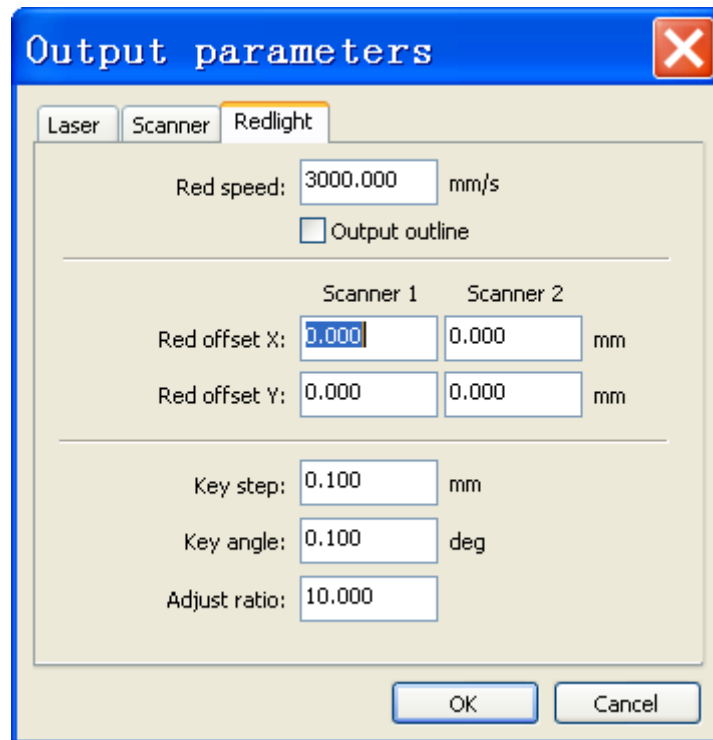 Output parameters
Laser Scanner Redlight
Red speed: 3000.000 mm/s
Output outline
Scanner 1 Scanner 2
Red offset X: 0.000 0.000 mm
Red offset Y: 0.000 0.000 mm
Key step: 0.100 mm
Key angle: 0.100 deg
Adjust ratio: 10.000
OK Cancel